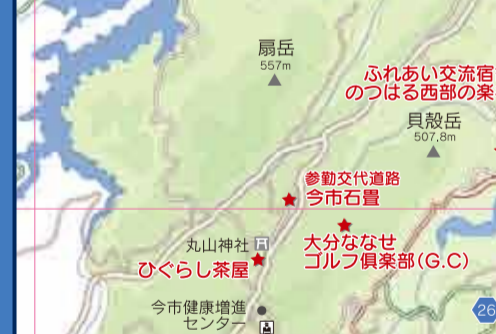 扇岳
557m
ふれあい交流宿
のつはる西部の楽
貝殻岳
507.8m
参勤交代道路
今市石畳
大分ななせ
ゴルフ倶楽部(G.C)
丸山神社
ひぐらし茶屋
今市健康増進
センター
26